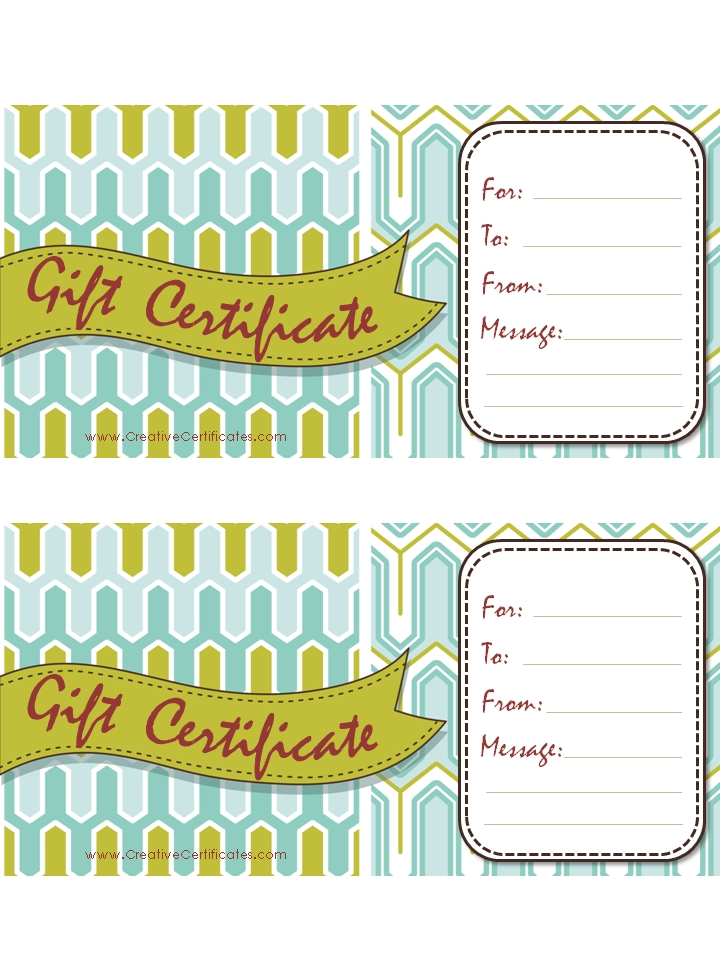 Gift Certificate
www.CreativeCertificates.com
For:
To:
From:
Message:
Gift Certificate
www.CreativeCertificates.com
For:
To:
From:
Message: